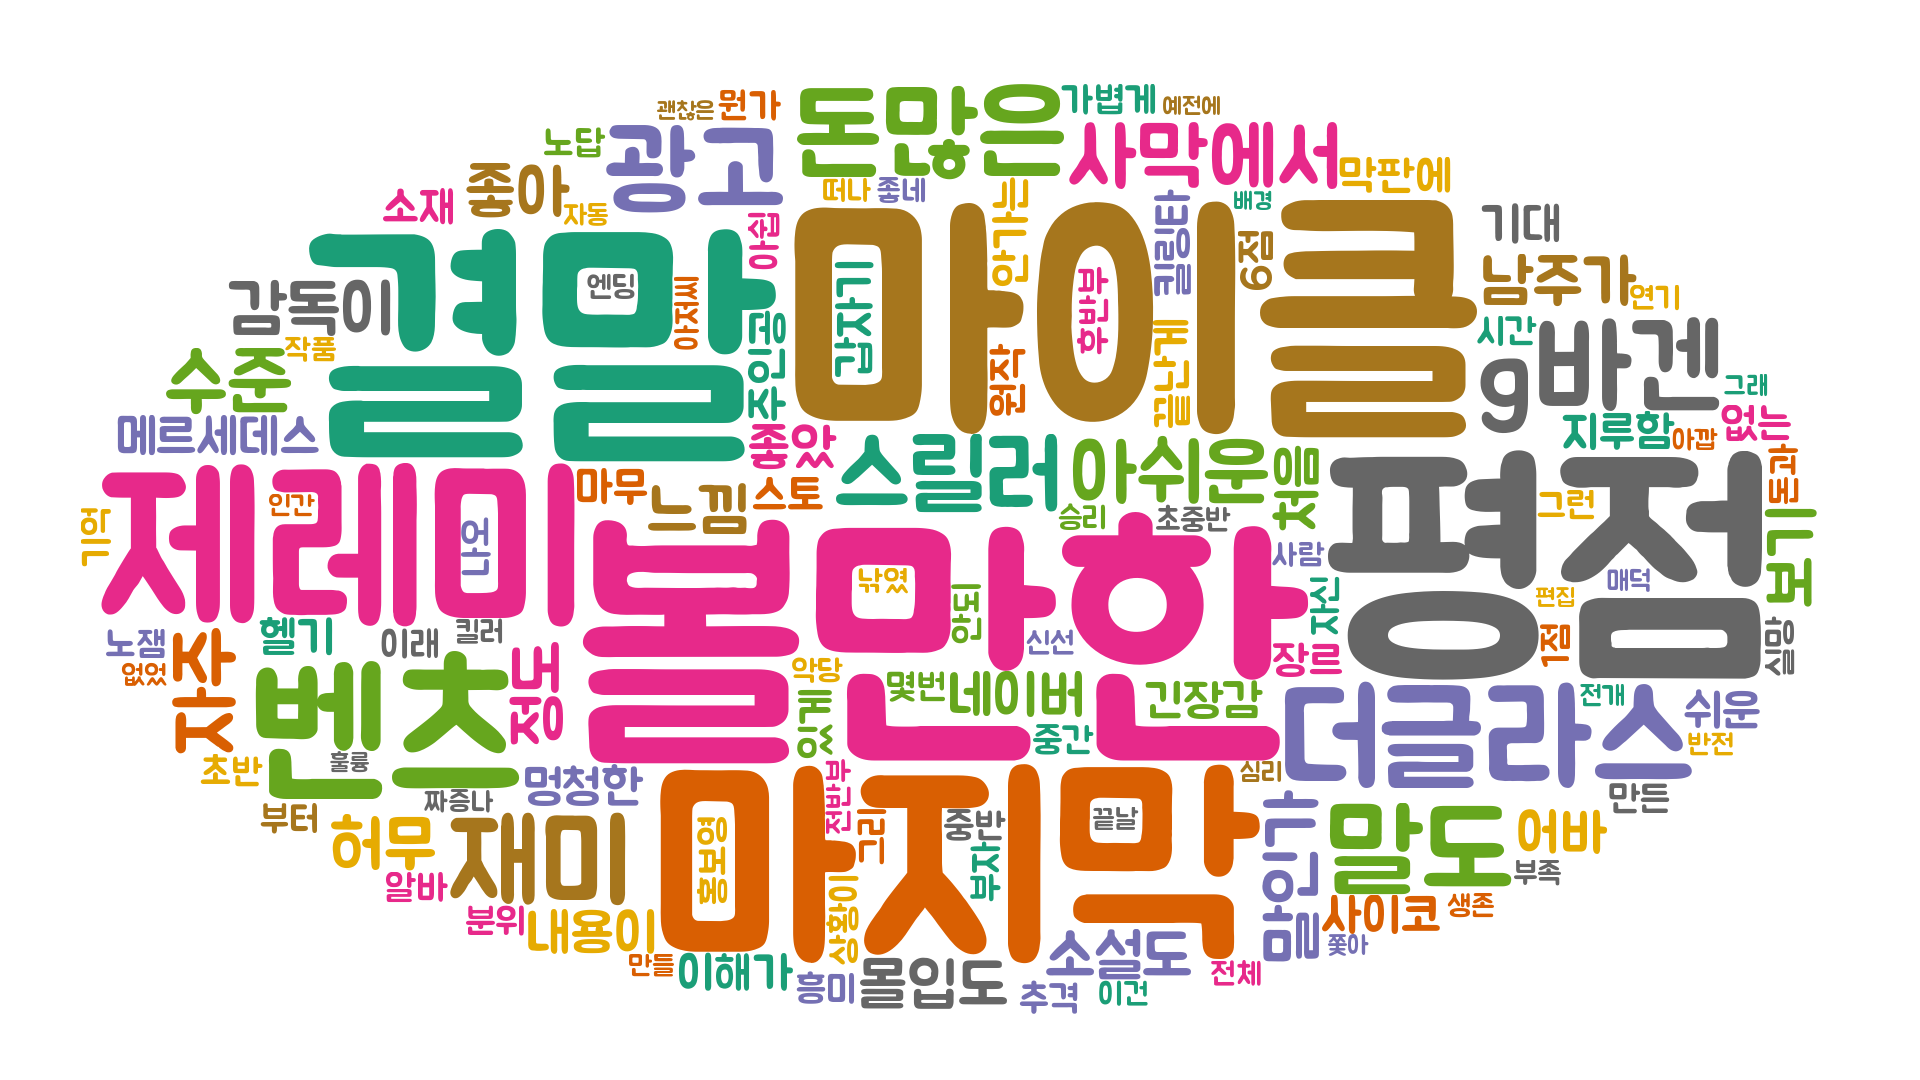 괜찮은
뭔가
돈많은
가볍게
예전에
노답
광고
사막에서
막판에
소재
좋아
자동
떠나
좋네
안가는
킬링타
배경
기대
아쉽
마이클
6점
감독이
결말
엔딩
갑자기
후반부
남주가
연기
작품
아저씨
주인공
원작
끝난게
시간
g바겐
수준
그래
메르세데스
좋았
스릴러
아쉬운
처음
지루함
아깝
없는
제레미
인간
나오
마무
느낌
스토
승리
초중반
평점
그런
토과
기억
볼만한
낚였
안되
신선
사람
자신
매덕
편집
보기
노잼
헬기
이래
킬러
1점
실망
없었
자주
벤츠
정도
악당
있게
몇번
네이버
긴장감
장르
더글라스
전개
쉬운
반전
중간
초반
훌륭
짜증나
멍청한
마지막
전반부
심리
만든
부터
허무
재미
홍보영
그리
중반
부자
끝날
말인가
말도
어바
부족
알바
분위
내용이
상황이
사이코
생존
쫓아
만들
이해가
흥미
몰입도
소설도
추격
이건
전체